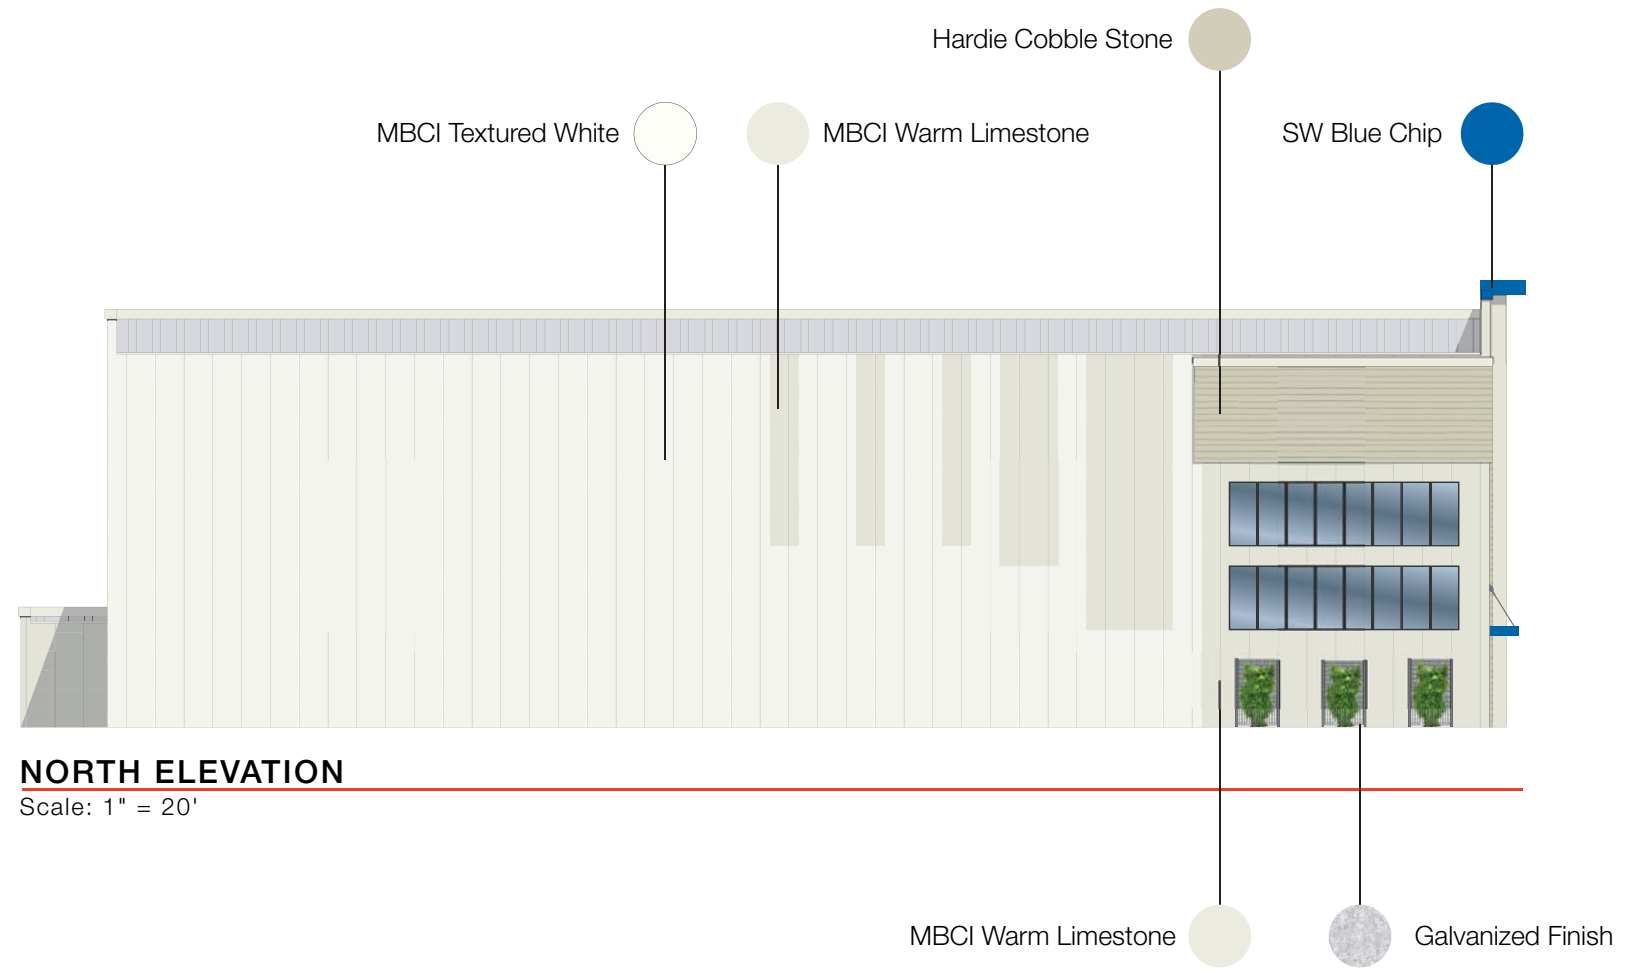 Hardie Cobble Stone
MBCI Textured White
MBCI Warm Limestone
SW Blue Chip
NORTH ELEVATION
Scale: 1" = 20'
MBCI Warm Limestone
Galvanized Finish